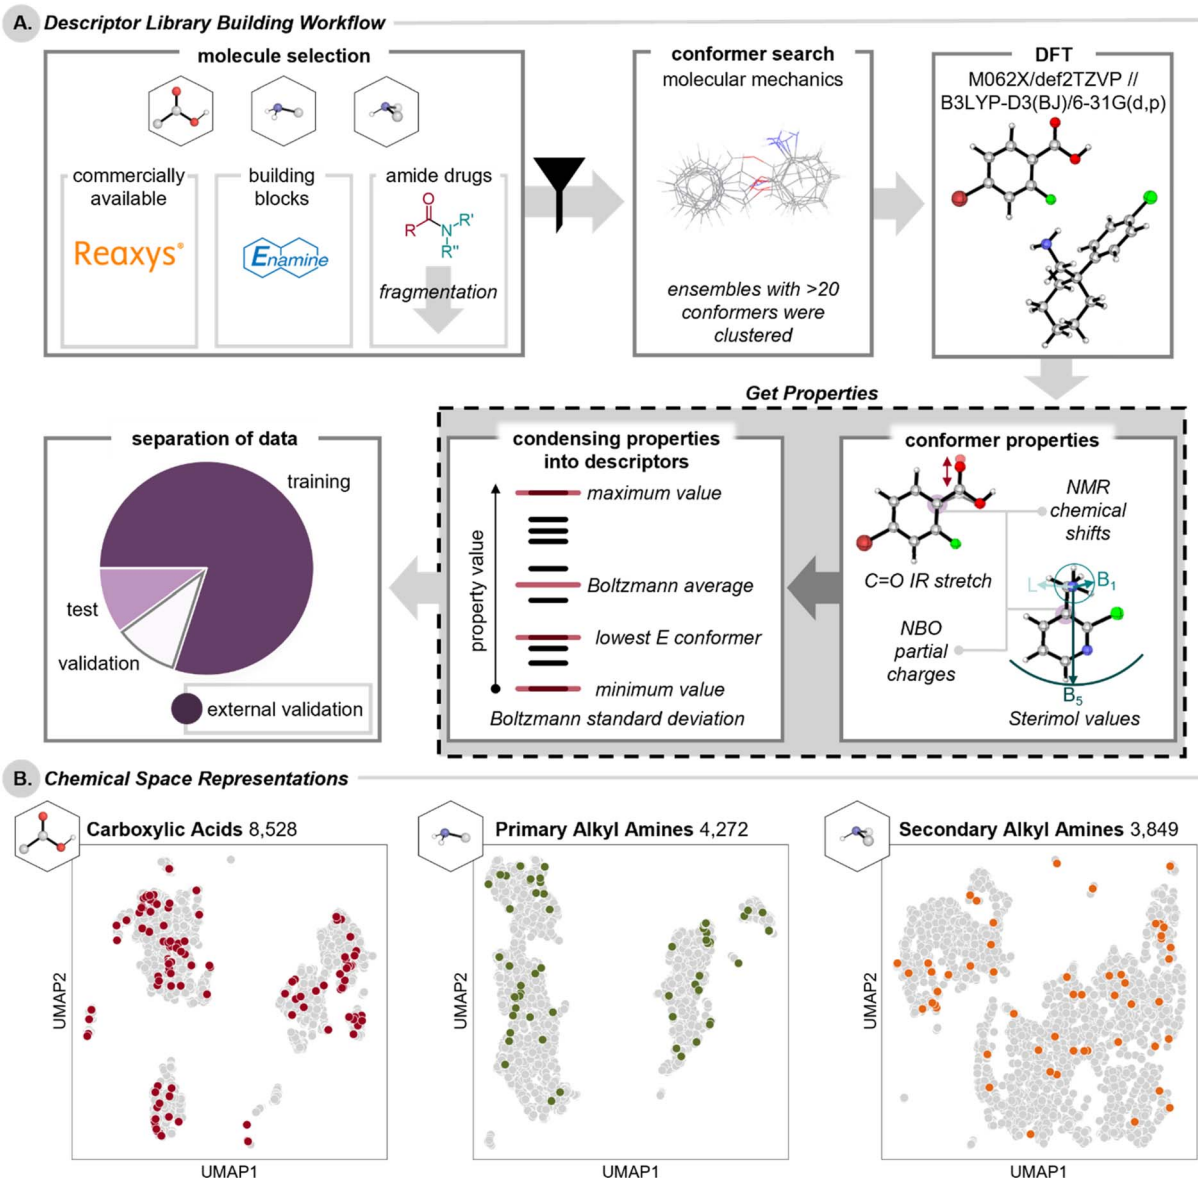 A. Descriptor Library Building Workflow
molecule selection
commercially
available
Reaxys®
building
blocks
Enamine
amide drugs
O
R
N
R'
R"
fragmentation
conformer search
molecular mechanics
ensembles with >20
conformers were
clustered
DFT
M062X/def2TZVP //
B3LYP-D3(BJ)/6-31G(d,p)
Get Properties
separation of data
training
test
validation
external validation
condensing properties
into descriptors
property value
maximum value
Boltzmann average
lowest E conformer
minimum value
Boltzmann standard deviation
conformer properties
NMR
chemical
shifts
C=O IR stretch
L
B1
NBO
partial
charges
B5
Sterimol values
B. Chemical Space Representations
Carboxylic Acids 8,528
UMAP2
UMAP1
Primary Alkyl Amines 4,272
UMAP2
UMAP1
Secondary Alkyl Amines 3,849
UMAP2
UMAP1